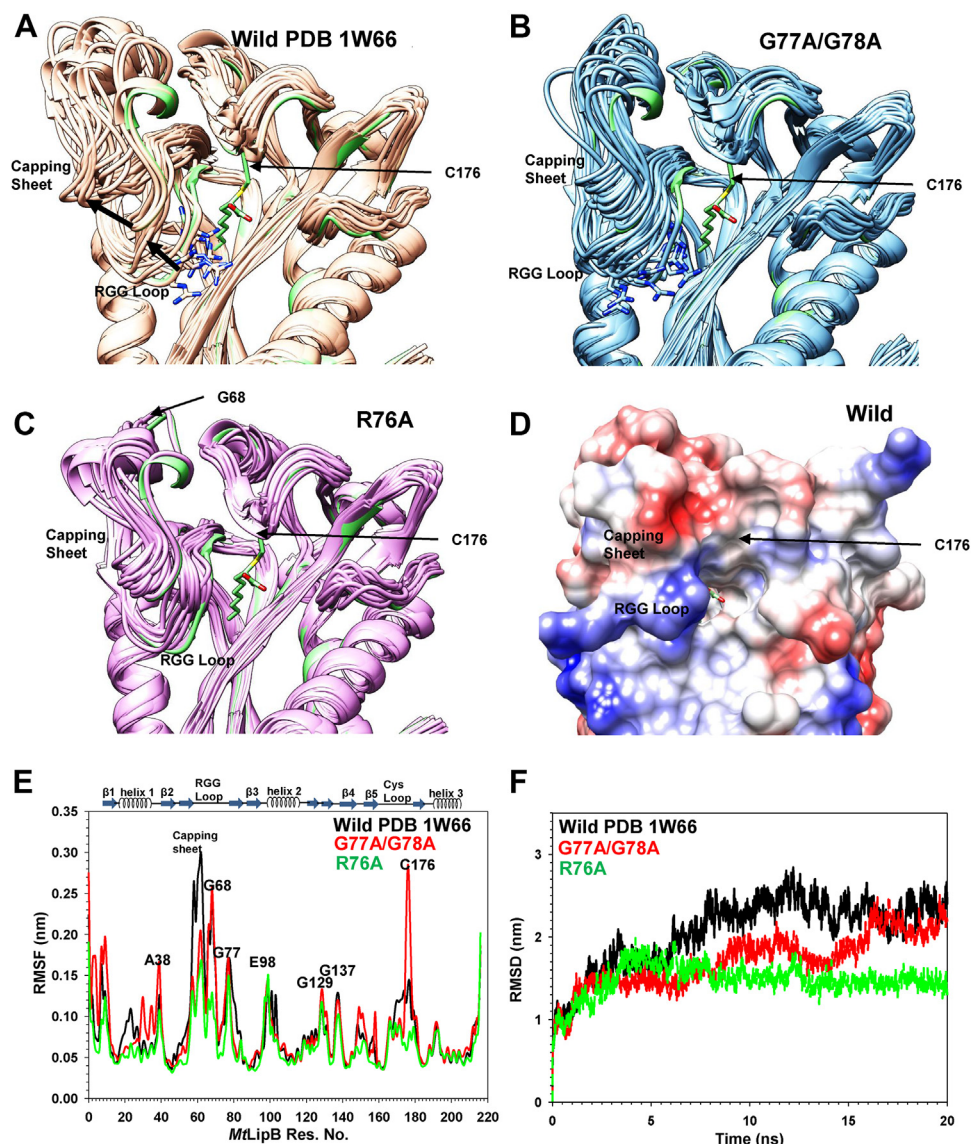 A
Wild PDB 1W66
Capping
Sheet
C176
RGG Loop
B
G77A/G78A
Capping
Sheet
C176
RGG Loop
C
G68
R76A
Capping
Sheet
C176
RGG Loop
D
Wild
Capping
Sheet
C176
RGG Loop
E
β1 helix 1 β2 RGG Loop β3 helix 2 β4 β5 Cys Loop helix 3
Wild PDB 1W66
G77A/G78A
R76A
Capping
sheet
C176
G68
G77
A38
E98
G137
G129
0.35
0.30
0.25
0.20
0.15
0.10
0.05
0.00
RMSF (nm)
0 20 40 60 80 100 120 140 160 180 200 220
MtLipB Res. No.
F
Wild PDB 1W66
G77A/G78A
R76A
3
2
1
0
RMSD (nm)
0 5 10 15 20
Time (ns)